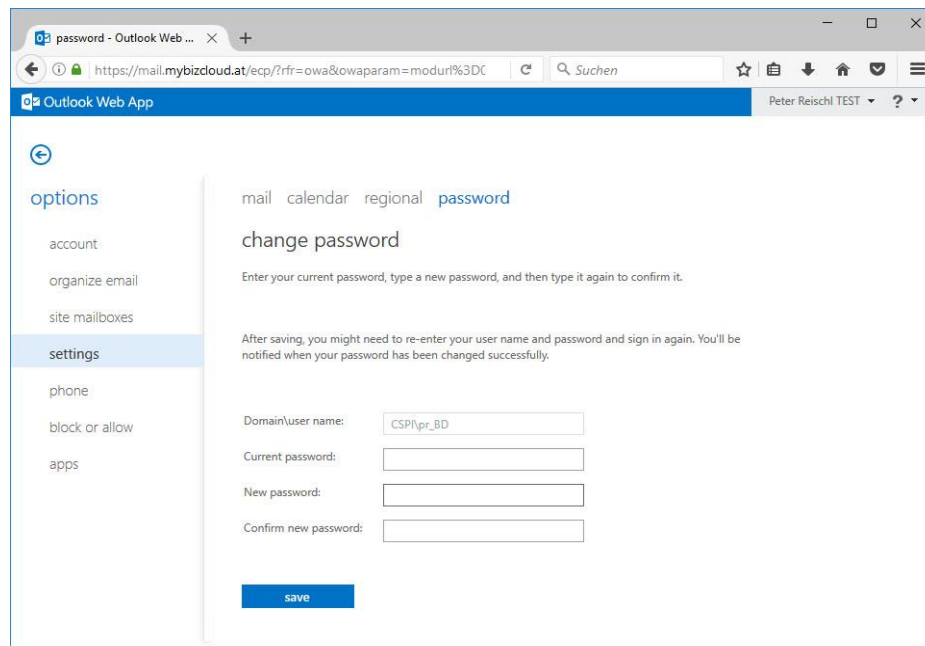 password - Outlook Web ...
https://mail.mybizcloud.at/ecp/?rfr=owa&owaparam=modurl%3D0
Suchen
Outlook Web App
Peter Reischl TEST
?
options
account
organize email
site mailboxes
settings
phone
block or allow
apps
mail calendar regional password
change password
Enter your current password, type a new password, and then type it again to confirm it.
After saving, you might need to re-enter your user name and password and sign in again. You'll be
notified when your password has been changed successfully.
Domain\user name:
CSPI\pr_BD
Current password:
New password:
Confirm new password:
save